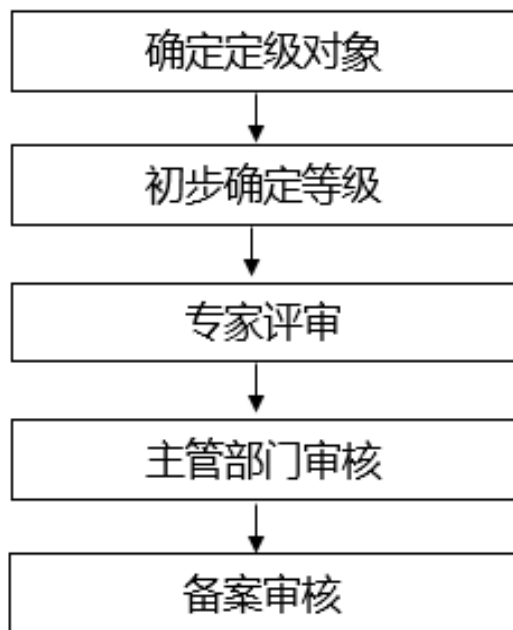 确定定级对象
初步确定等级
专家评审
主管部门审核
备案审核